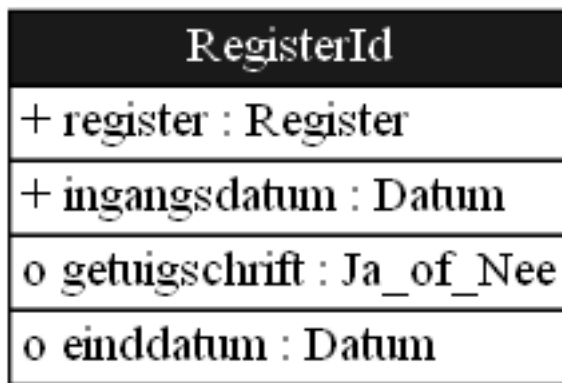 RegisterId
+ register : Register
+ ingangsdatum : Datum
o getuigschrift : Ja_of_Nee
o einddatum : Datum